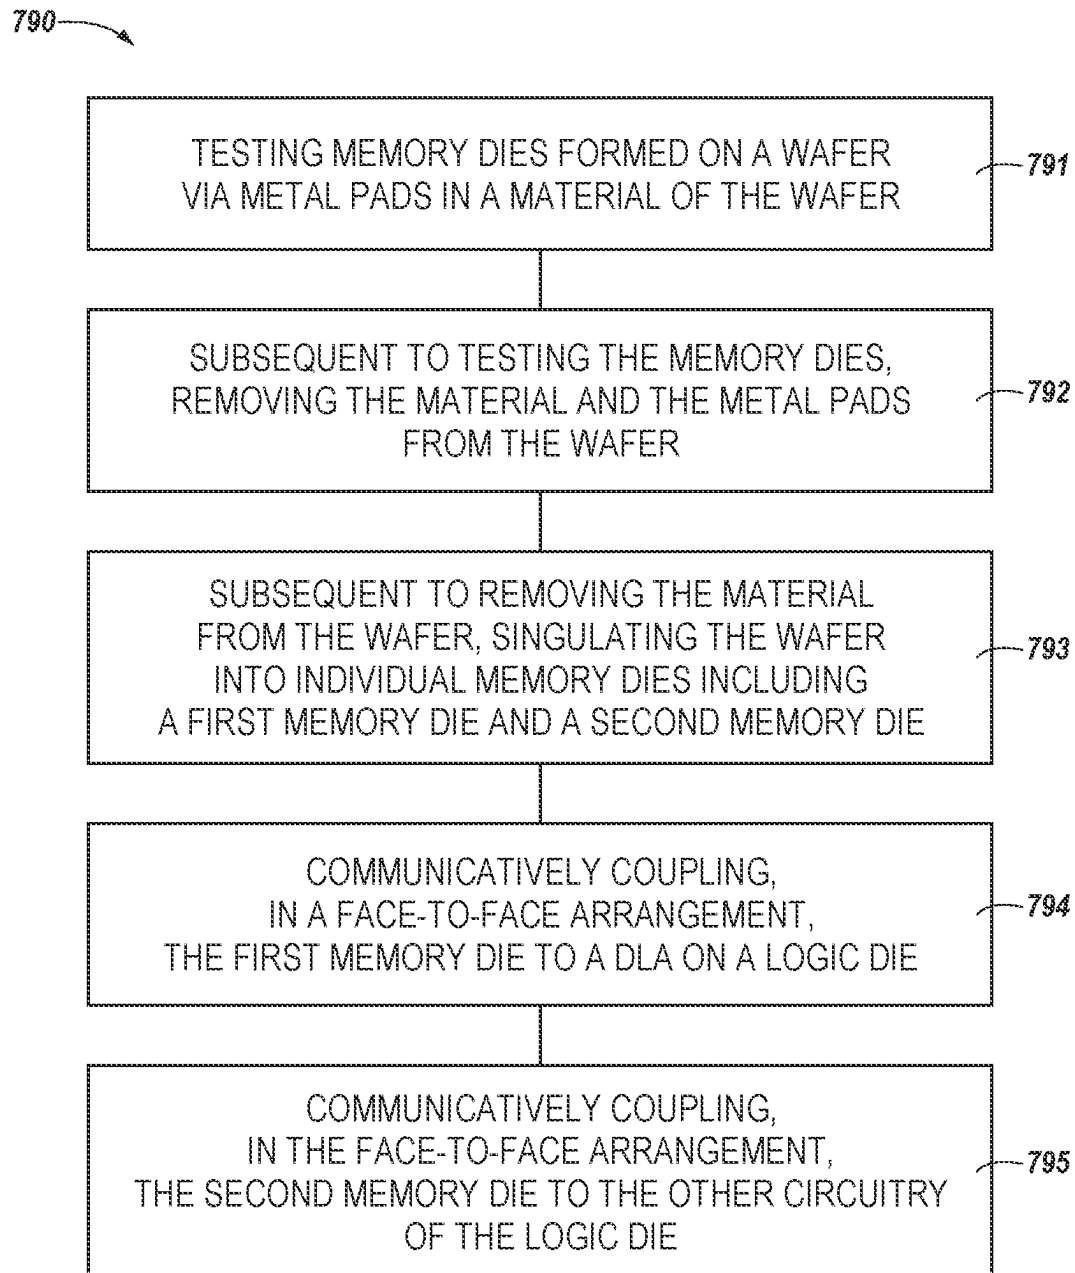 790
TESTING MEMORY DIES FORMED ON A WAFER
VIA METAL PADS IN A MATERIAL OF THE WAFER
791
SUBSEQUENT TO TESTING THE MEMORY DIES,
REMOVING THE MATERIAL AND THE METAL PADS
FROM THE WAFER
792
SUBSEQUENT TO REMOVING THE MATERIAL
FROM THE WAFER, SINGULATING THE WAFER
INTO INDIVIDUAL MEMORY DIES INCLUDING
A FIRST MEMORY DIE AND A SECOND MEMORY DIE
793
COMMUNICATIVELY COUPLING,
IN A FACE-TO-FACE ARRANGEMENT,
THE FIRST MEMORY DIE TO A DLA ON A LOGIC DIE
794
COMMUNICATIVELY COUPLING,
IN THE FACE-TO-FACE ARRANGEMENT,
THE SECOND MEMORY DIE TO THE OTHER CIRCUITRY
OF THE LOGIC DIE
795